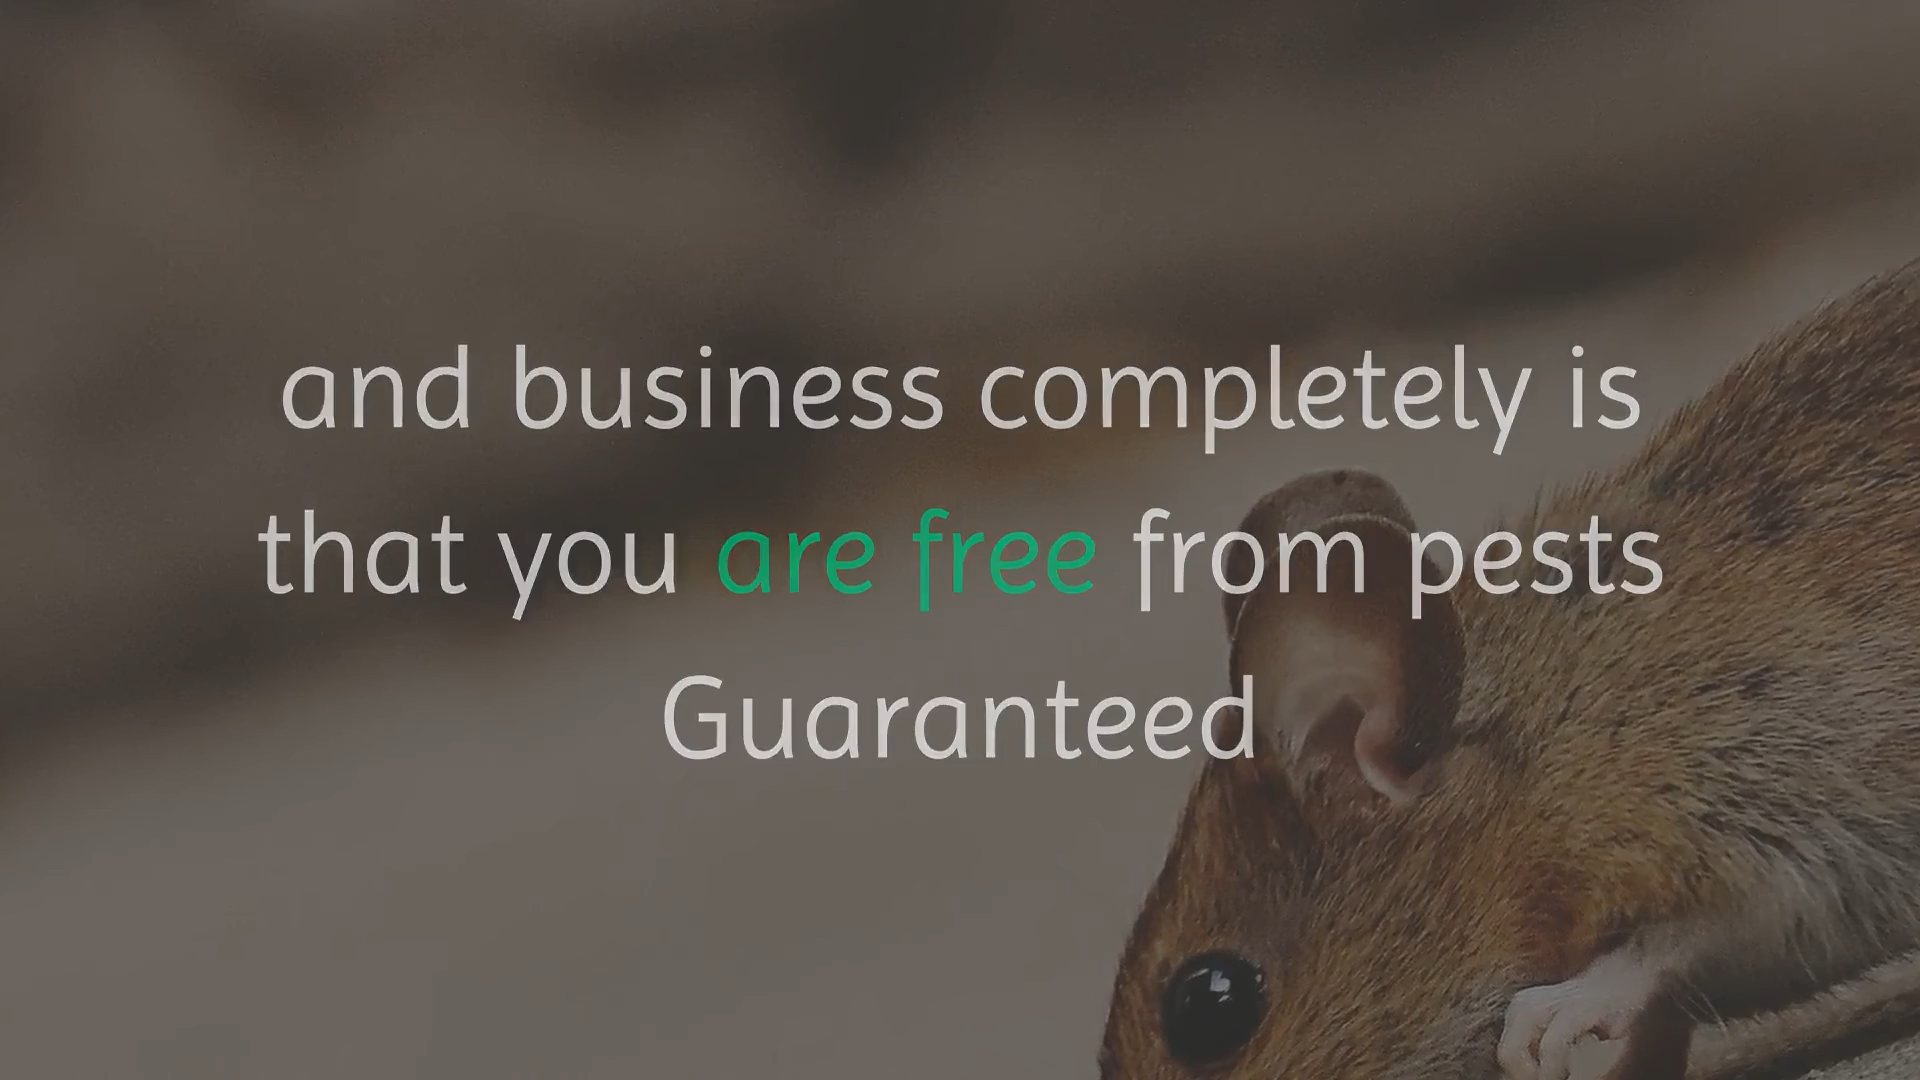 and business completely is
that you are free from pests
Guaranteed